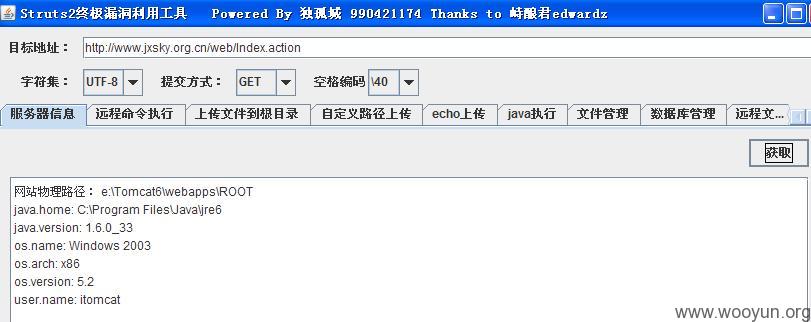 Struts2终极漏洞利用工具 Powered By 独孤城 990421174 Thanks to 峙酿君edwardz
目标地址： http://www.jxsky.org.cn/web/Index.action
字符集： UTF-8 提交方式： GET 空格编码 \40
服务器信息 远程命令执行 上传文件到根目录 自定义路径上传 echo上传 java执行 文件管理 数据库管理 远程文...
获取
网站物理路径： e:\Tomcat6\webapps\ROOT
java.home: C:\Program Files\Java\jre6
java.version: 1.6.0_33
os.name: Windows 2003
os.arch: x86
os.version: 5.2
user.name: itomcat
www.wooyun.org